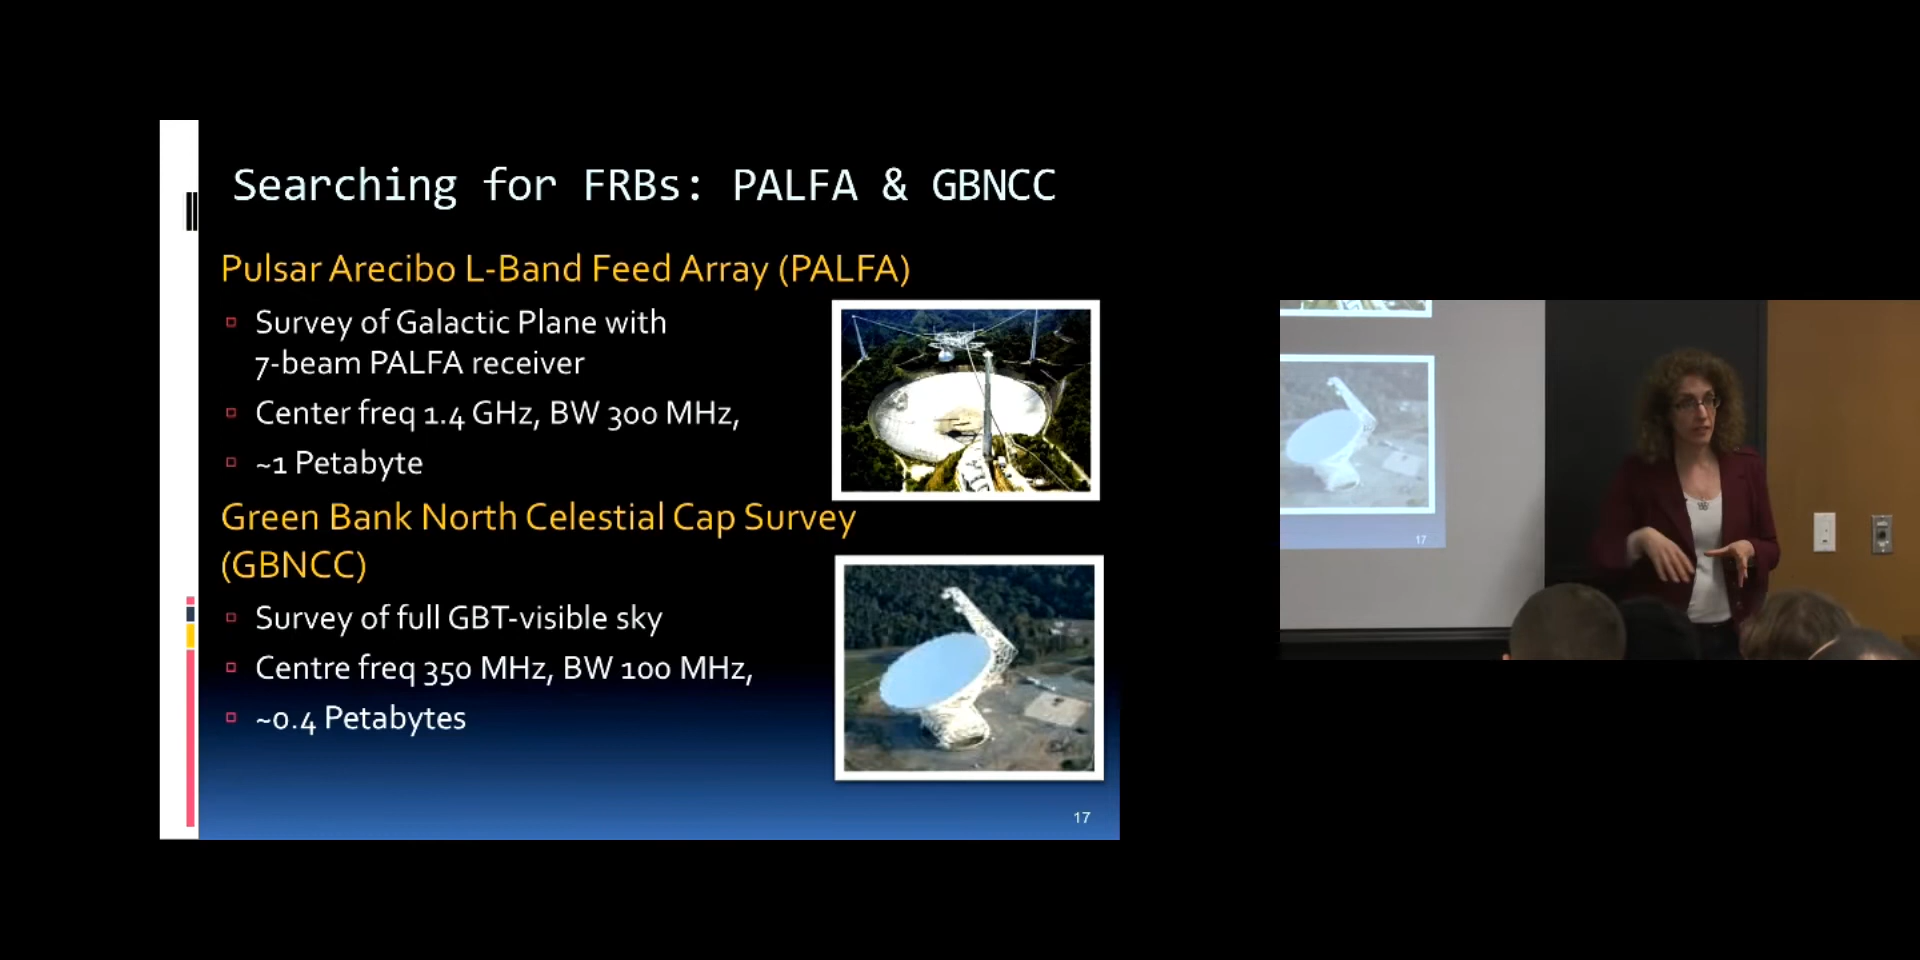 Searching for FRBs: PALFA & GBNCC
Pulsar Arecibo L-Band Feed Array (PALFA)
Survey of Galactic Plane with
7-beam PALFA receiver
Center freq 1.4 GHz, BW 300 MHz,
~1 Petabyte
Green Bank North Celestial Cap Survey
(GBNCC)
Survey of full GBT-visible sky
Centre freq 350 MHz, BW 100 MHz,
~0.4 Petabytes
17
17